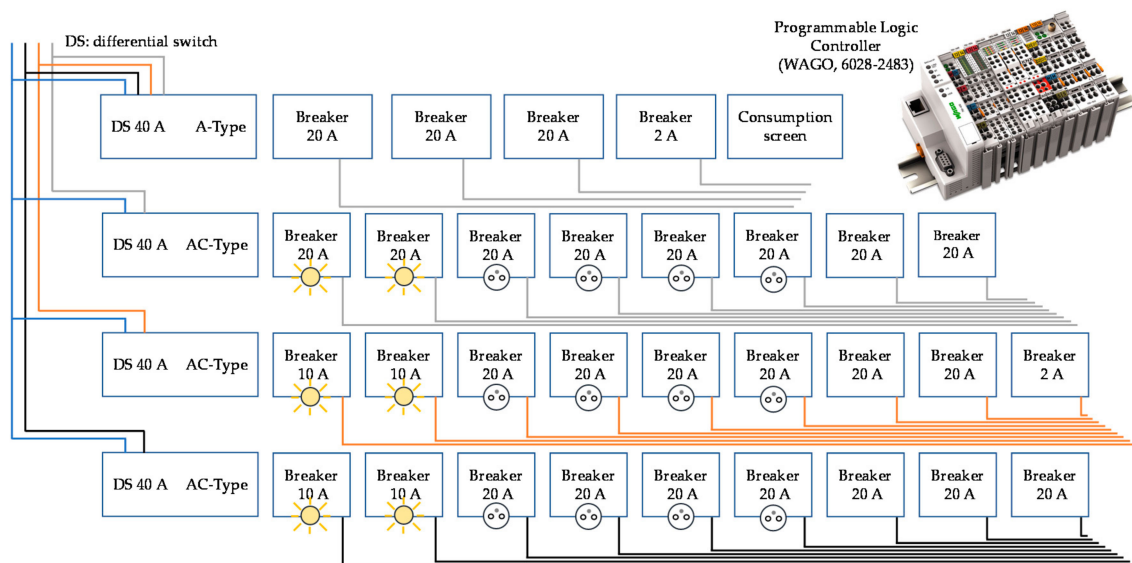 DS: differential switch
Programmable Logic
Controller
(WAGO, 6028-2483)
DS 40 A A-Type
Breaker
20 A
Breaker
20 A
Breaker
20 A
Breaker
2 A
Consumption
screen
DS 40 A AC-Type
Breaker
20 A
Breaker
20 A
Breaker
20 A
Breaker
20 A
Breaker
20 A
Breaker
20 A
Breaker
20 A
Breaker
20 A
DS 40 A AC-Type
Breaker
10 A
Breaker
10 A
Breaker
20 A
Breaker
20 A
Breaker
20 A
Breaker
20 A
Breaker
20 A
Breaker
20 A
Breaker
2 A
DS 40 A AC-Type
Breaker
10 A
Breaker
10 A
Breaker
20 A
Breaker
20 A
Breaker
20 A
Breaker
20 A
Breaker
20 A
Breaker
20 A
Breaker
20 A